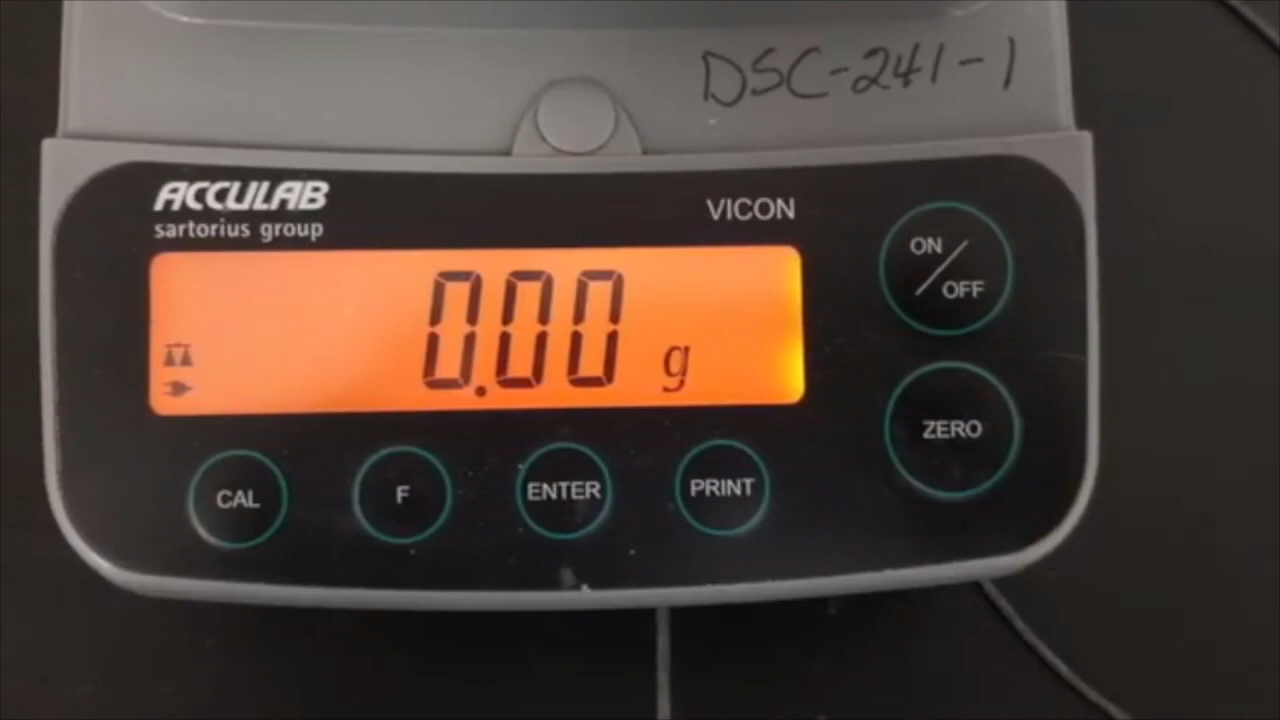 DSC-241-1
ACCULAB
sartorius group
VICON
ON/OFF
0.00 g
ZERO
CAL
F
ENTER
PRINT